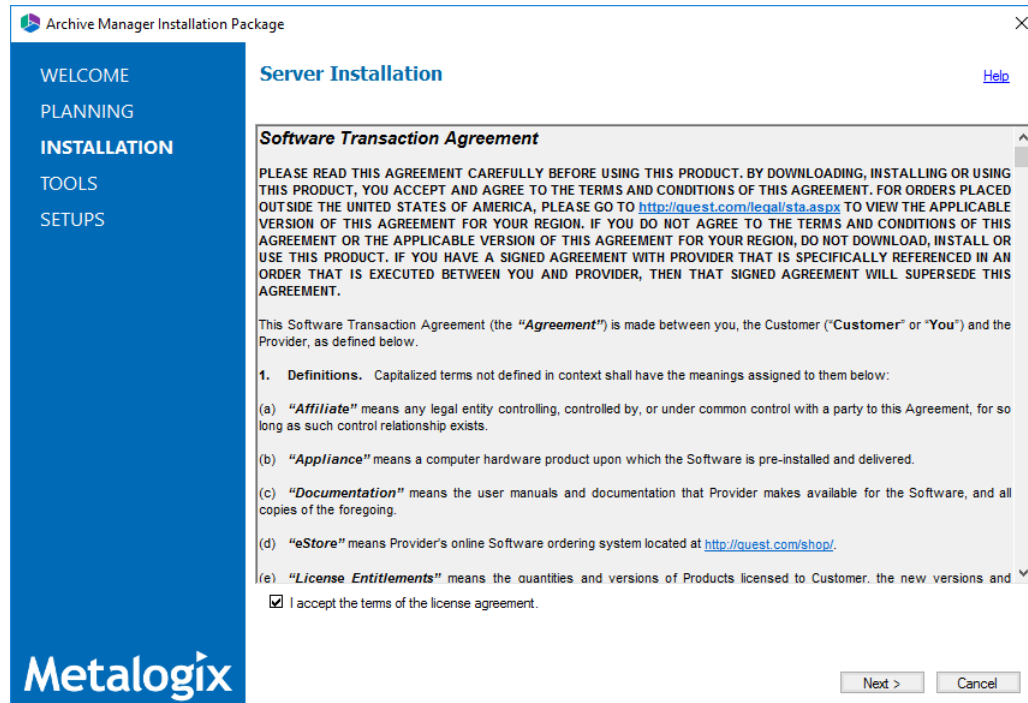 Archive Manager Installation Package
WELCOME
PLANNING
INSTALLATION
TOOLS
SETUPS
Metalogix
Server Installation
Help
Software Transaction Agreement
PLEASE READ THIS AGREEMENT CAREFULLY BEFORE USING THIS PRODUCT. BY DOWNLOADING, INSTALLING OR USING
THIS PRODUCT, YOU ACCEPT AND AGREE TO THE TERMS AND CONDITIONS OF THIS AGREEMENT. FOR ORDERS PLACED
OUTSIDE THE UNITED STATES OF AMERICA, PLEASE GO TO http://quest.com/legal/sta.aspx TO VIEW THE APPLICABLE
VERSION OF THIS AGREEMENT FOR YOUR REGION. IF YOU DO NOT AGREE TO THE TERMS AND CONDITIONS OF THIS
AGREEMENT OR THE APPLICABLE VERSION OF THIS AGREEMENT FOR YOUR REGION, DO NOT DOWNLOAD, INSTALL OR
USE THIS PRODUCT. IF YOU HAVE A SIGNED AGREEMENT WITH PROVIDER THAT IS SPECIFICALLY REFERENCED IN AN
ORDER THAT IS EXECUTED BETWEEN YOU AND PROVIDER, THEN THAT SIGNED AGREEMENT WILL SUPERSEDE THIS
AGREEMENT.
This Software Transaction Agreement (the “Agreement”) is made between you, the Customer (“Customer” or “You”) and the
Provider, as defined below.
1. Definitions. Capitalized terms not defined in context shall have the meanings assigned to them below:
(a) “Affiliate” means any legal entity controlling, controlled by, or under common control with a party to this Agreement, for so
long as such control relationship exists.
(b) “Appliance” means a computer hardware product upon which the Software is pre-installed and delivered.
(c) “Documentation” means the user manuals and documentation that Provider makes available for the Software, and all
copies of the foregoing.
(d) “eStore” means Provider’s online Software ordering system located at http://quest.com/shop/.
(e) “License Entitlements” means the quantities and versions of Products licensed to Customer, the new versions and
I accept the terms of the license agreement.
Next >
Cancel